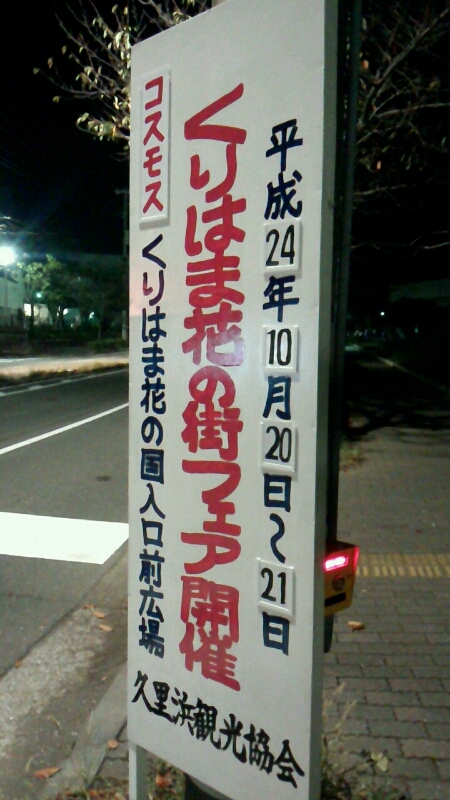 平成24年10月20日~21日
くりはま花の街フェア開催
コスモス くりはま花の国入口前広場
久里浜観光協会